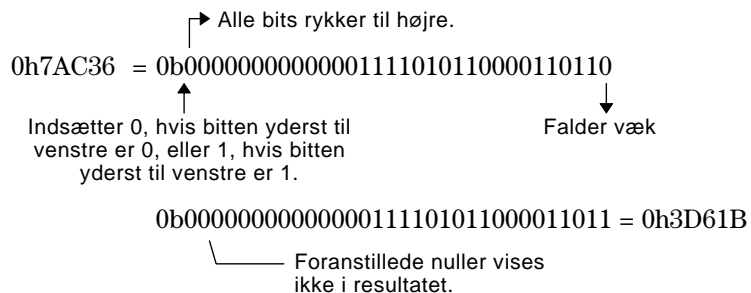 Alle bits rykker til højre.
0h7AC36 = 0b00000000000001111010110000110110
Indsætter 0, hvis bitten yderst til
venstre er 0, eller 1, hvis bitten
yderst til venstre er 1.
Falder væk
0b00000000000000111101011000011011 = 0h3D61B
Foranstillede nuller vises
ikke i resultatet.